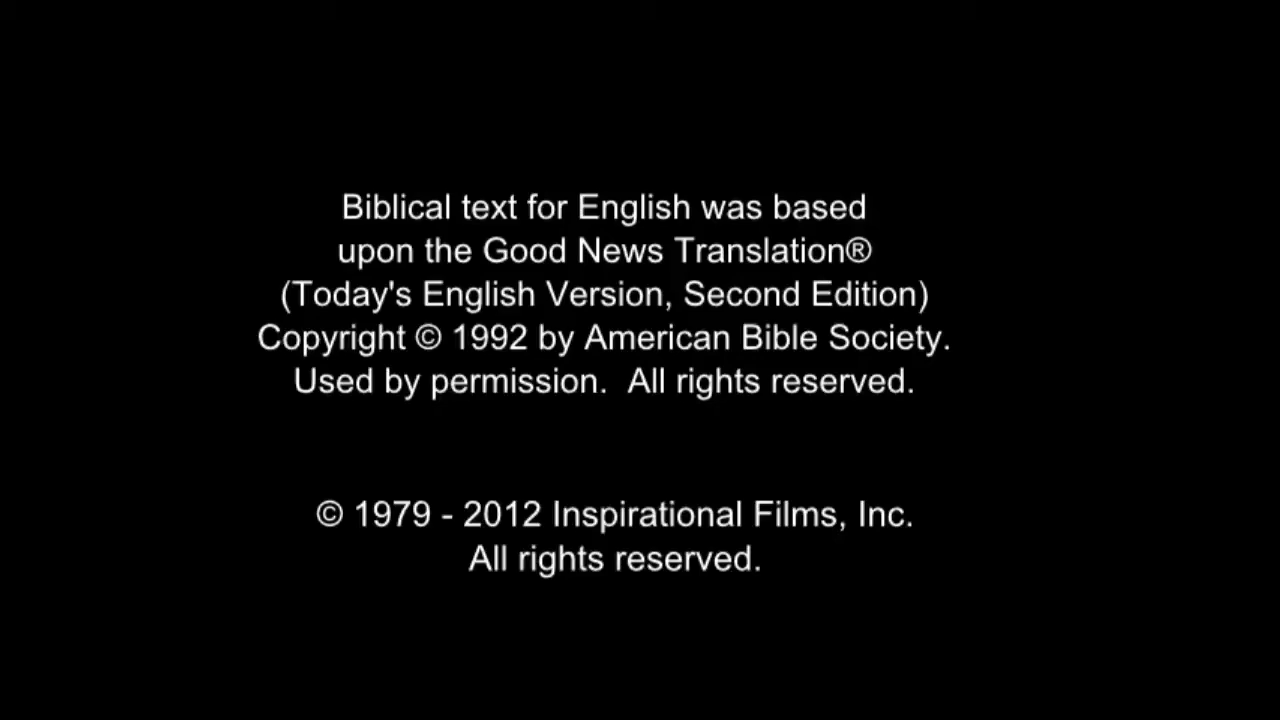 Biblical text for English was based
upon the Good News Translation®
(Today's English Version, Second Edition)
Copyright © 1992 by American Bible Society.
Used by permission.  All rights reserved.
© 1979 - 2012 Inspirational Films, Inc.
All rights reserved.